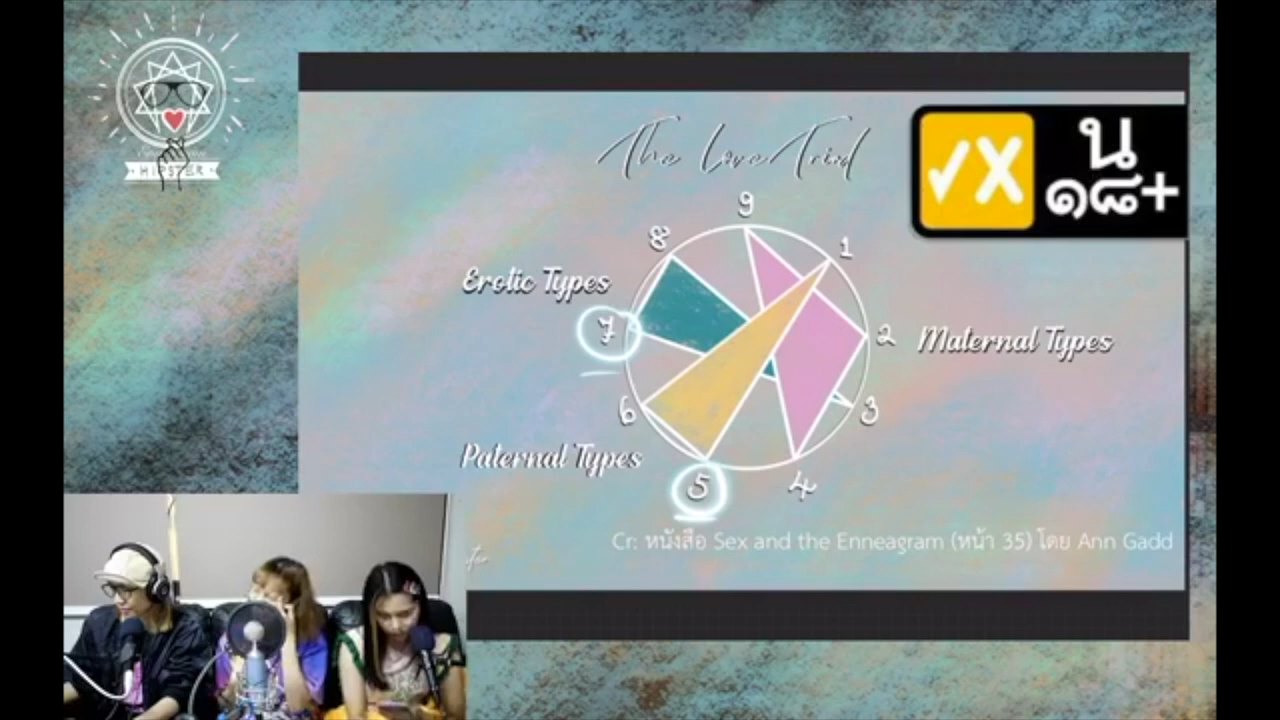 HIPSTER
The Love Triad
✓X น
๑๘+
9
8
1
Erotic Types
7
2 Maternal Types
6
3
Paternal Types
5
4
Cr: หนังสือ Sex and the Enneagram (หน้า 35) โดย Ann Gadd